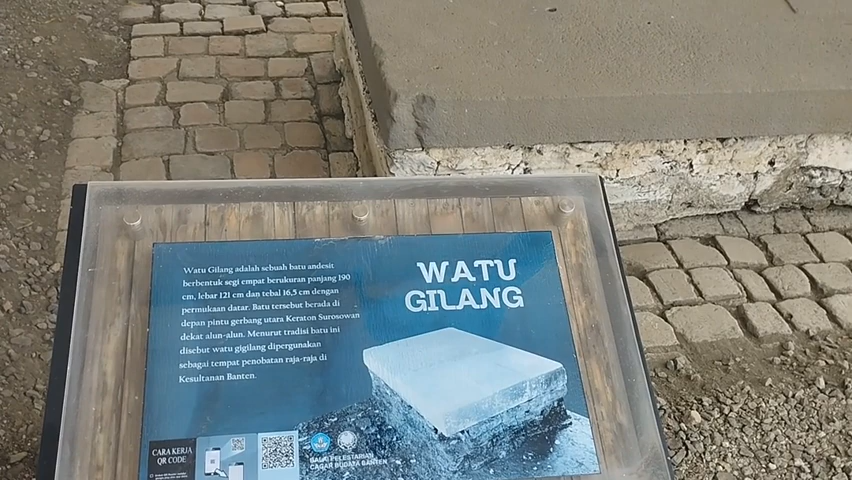 Watu Gilang adalah sebuah batu andesit
berbentuk segi empat berukuran panjang 190
cm, lebar 121 cm dan tebal 16,5 cm dengan
permukaan datar. Batu tersebut berada di
depan pintu gerbang utara Keraton Surosowan
dekat alun-alun. Menurut tradisi batu ini
disebut watu gigilang dipergunakan
sebagai tempat penobatan raja-raja di
Kesultanan Banten.
WATU
GILANG
CARA KERJA
QR CODE
BALAI PELESTARIAN
CAGAR BUDAYA BANTEN